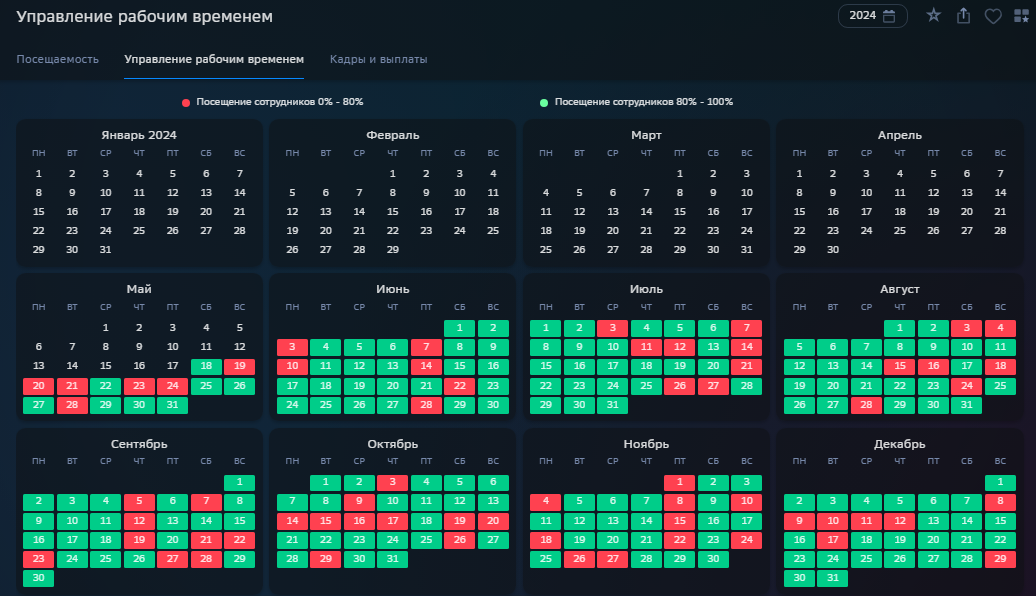 Управление рабочим временем
2024
Посещаемость Управление рабочим временем Кадры и выплаты
Посещение сотрудников 0% - 80% Посещение сотрудников 80% - 100%
Январь 2024 Февраль Март Апрель
ПН ВТ СР ЧТ ПТ СБ ВС ПН ВТ СР ЧТ ПТ СБ ВС ПН ВТ СР ЧТ ПТ СБ ВС ПН ВТ СР ЧТ ПТ СБ ВС
1 2 3 4 5 6 7 1 2 3 4 1 2 3 1 2 3 4 5 6 7
8 9 10 11 12 13 14 5 6 7 8 9 10 11 4 5 6 7 8 9 10 8 9 10 11 12 13 14
15 16 17 18 19 20 21 12 13 14 15 16 17 18 11 12 13 14 15 16 17 15 16 17 18 19 20 21
22 23 24 25 26 27 28 19 20 21 22 23 24 25 18 19 20 21 22 23 24 22 23 24 25 26 27 28
29 30 31 26 27 28 29 25 26 27 28 29 30 31 29 30
Май Июнь Июль Август
ПН ВТ СР ЧТ ПТ СБ ВС ПН ВТ СР ЧТ ПТ СБ ВС ПН ВТ СР ЧТ ПТ СБ ВС ПН ВТ СР ЧТ ПТ СБ ВС
1 2 3 4 5 1 2 1 2 3 4 5 6 7 1 2 3 4
6 7 8 9 10 11 12 3 4 5 6 7 8 9 8 9 10 11 12 13 14 5 6 7 8 9 10 11
13 14 15 16 17 18 19 10 11 12 13 14 15 16 15 16 17 18 19 20 21 12 13 14 15 16 17 18
20 21 22 23 24 25 26 17 18 19 20 21 22 23 22 23 24 25 26 27 28 19 20 21 22 23 24 25
27 28 29 30 31 24 25 26 27 28 29 30 29 30 31 26 27 28 29 30 31
Сентябрь Октябрь Ноябрь Декабрь
ПН ВТ СР ЧТ ПТ СБ ВС ПН ВТ СР ЧТ ПТ СБ ВС ПН ВТ СР ЧТ ПТ СБ ВС ПН ВТ СР ЧТ ПТ СБ ВС
1 1 2 3 4 5 6 1 2 3 1
2 3 4 5 6 7 8 7 8 9 10 11 12 13 4 5 6 7 8 9 10 2 3 4 5 6 7 8
9 10 11 12 13 14 15 14 15 16 17 18 19 20 11 12 13 14 15 16 17 9 10 11 12 13 14 15
16 17 18 19 20 21 22 21 22 23 24 25 26 27 18 19 20 21 22 23 24 16 17 18 19 20 21 22
23 24 25 26 27 28 29 28 29 30 31 25 26 27 28 29 30 23 24 25 26 27 28 29
30 30 31